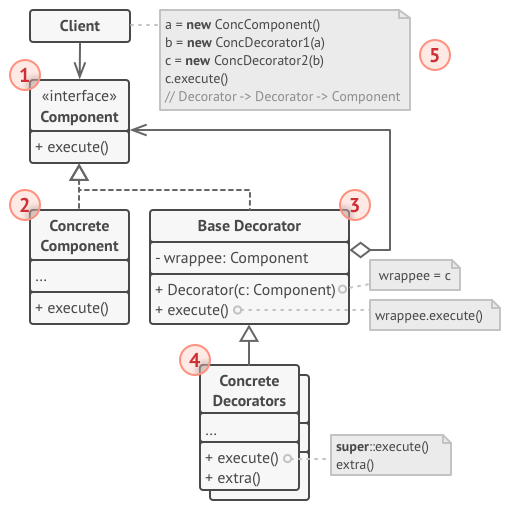 Client
a = new ConcComponent()
b = new ConcDecorator1(a)
c = new ConcDecorator2(b)
c.execute()
// Decorator -> Decorator -> Component
5
1
«interface»
Component
+ execute()
2
Concrete
Component
...
+ execute()
3
Base Decorator
- wrappee: Component
+ Decorator(c: Component)
+ execute()
wrappee = c
wrappee.execute()
4
Concrete
Decorators
...
+ execute()
+ extra()
super::execute()
extra()